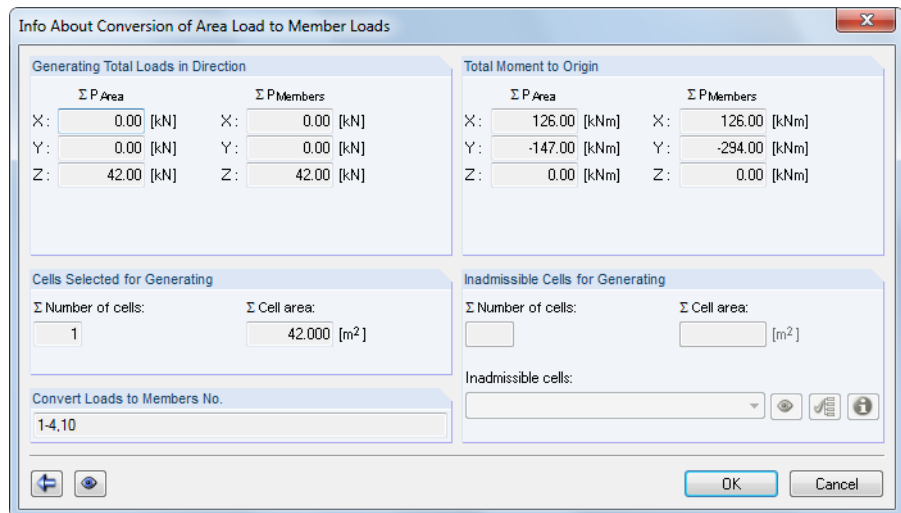 Info About Conversion of Area Load to Member Loads
Generating Total Loads in Direction
Σ P Area Σ P Members
X: 0.00 [kN] X: 0.00 [kN]
Y: 0.00 [kN] Y: 0.00 [kN]
Z: 42.00 [kN] Z: 42.00 [kN]
Total Moment to Origin
Σ P Area Σ P Members
X: 126.00 [kNm] X: 126.00 [kNm]
Y: -147.00 [kNm] Y: -294.00 [kNm]
Z: 0.00 [kNm] Z: 0.00 [kNm]
Cells Selected for Generating
Σ Number of cells: Σ Cell area:
1 42.000 [m²]
Inadmissible Cells for Generating
Σ Number of cells: Σ Cell area:
[m²]
Inadmissible cells:
Convert Loads to Members No.
1-4,10
OK Cancel